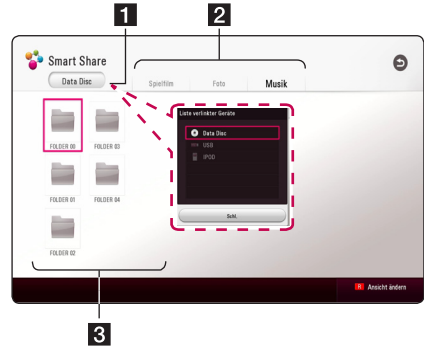 1
2
Smart Share
Data Disc
Spielfilm Foto Musik
Liste verlinkter Geräte
Data Disc
USB
IPOD
Schl.
FOLDER 00 FOLDER 03
FOLDER 01 FOLDER 04
FOLDER 02
R Ansicht ändern
3